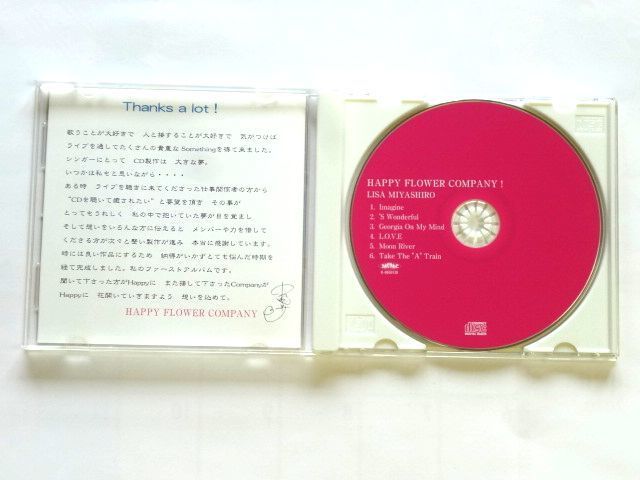 Thanks a lot !
歌うことが大好きで 人と接することが大好きで 気がつけば
ライブを通してたくさんの貴重なSomethingを得て来ました。
シンガーにとって CD製作は 大きな夢。
いつかは私もと思いながら・・・・
ある時 ライブを聴きに来てくださった仕事関係者の方から
"CDを聴いて癒されたい"と要望を頂き その事が
とってもうれしく 私の中で抱いていた夢が目を覚まし
そして想いをいろんな方に伝えると メンバーや力を貸して
くださる方が次々と整い製作が進み 本当に感謝しています。
時には良い作品にするため 納得がいかずとても悩んだ時期を
経て完成しました。私のファーストアルバムです。
聞いて下さった方がHappyに また接して下さったCompanyが
Happyに 花開いていきますよう 想いを込めて。
HAPPY FLOWER COMPANY
HAPPY FLOWER COMPANY !
LISA MIYASHIRO
1. Imagine
2. 'S Wonderful
3. Georgia On My Mind
4. L.O.V.E
5. Moon River
6. Take The "A" Train